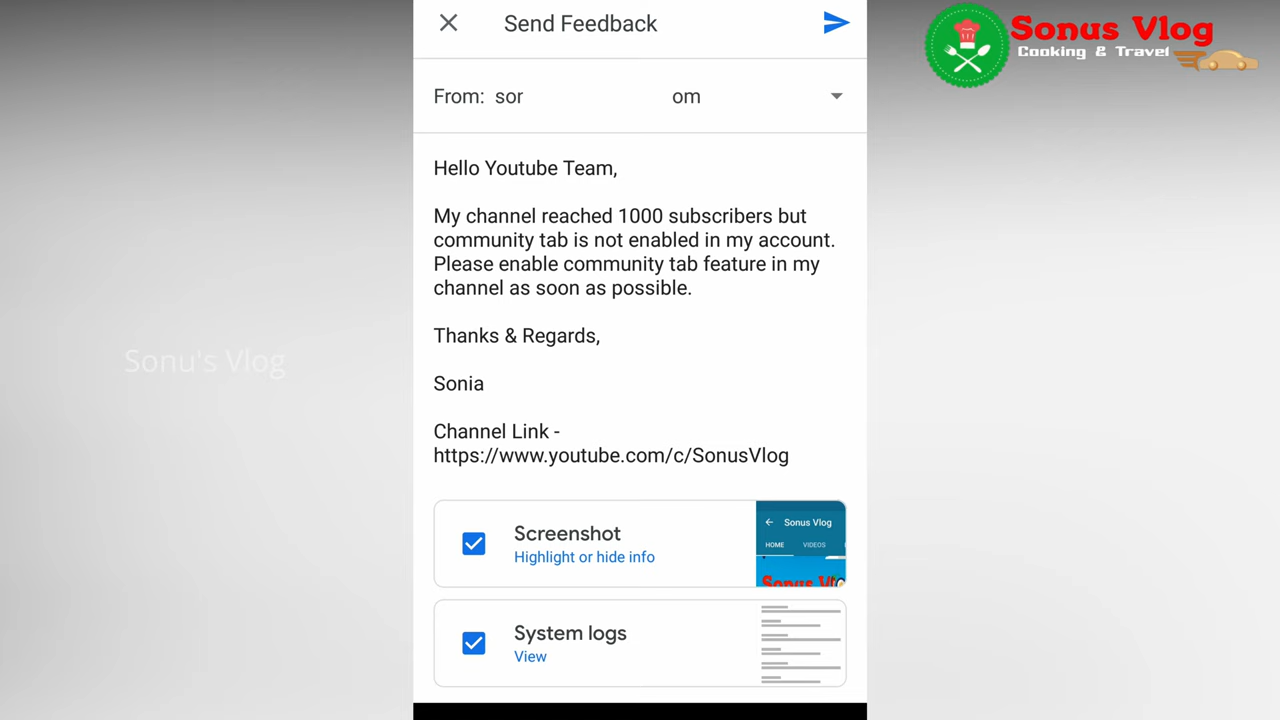 Send Feedback
Sonus Vlog
Cooking & Travel
From: sor om
Hello Youtube Team,
My channel reached 1000 subscribers but
community tab is not enabled in my account.
Please enable community tab feature in my
channel as soon as possible.
Thanks & Regards,
Sonu's Vlog
Sonia
Channel Link -
https://www.youtube.com/c/SonusVlog
Screenshot
Highlight or hide info
Sonus Vlog
HOME VIDEOS
Sonus Vl
System logs
View